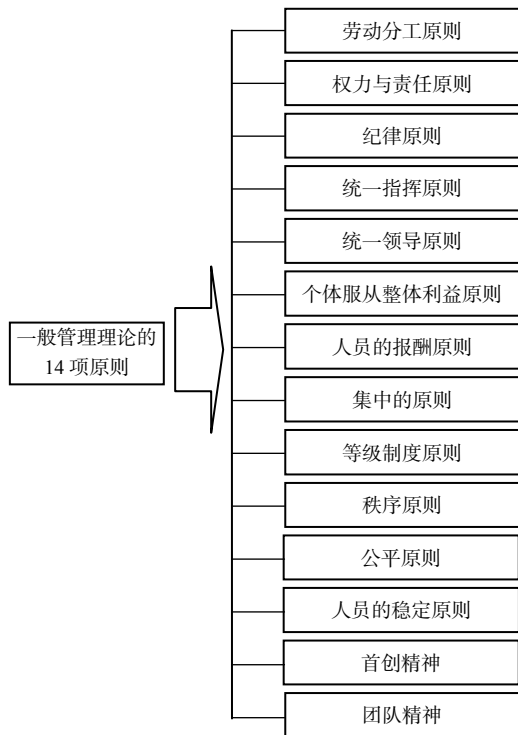 劳动分工原则
权力与责任原则
纪律原则
统一指挥原则
统一领导原则
个体服从整体利益原则
一般管理理论的
14 项原则
人员的报酬原则
集中的原则
等级制度原则
秩序原则
公平原则
人员的稳定原则
首创精神
团队精神